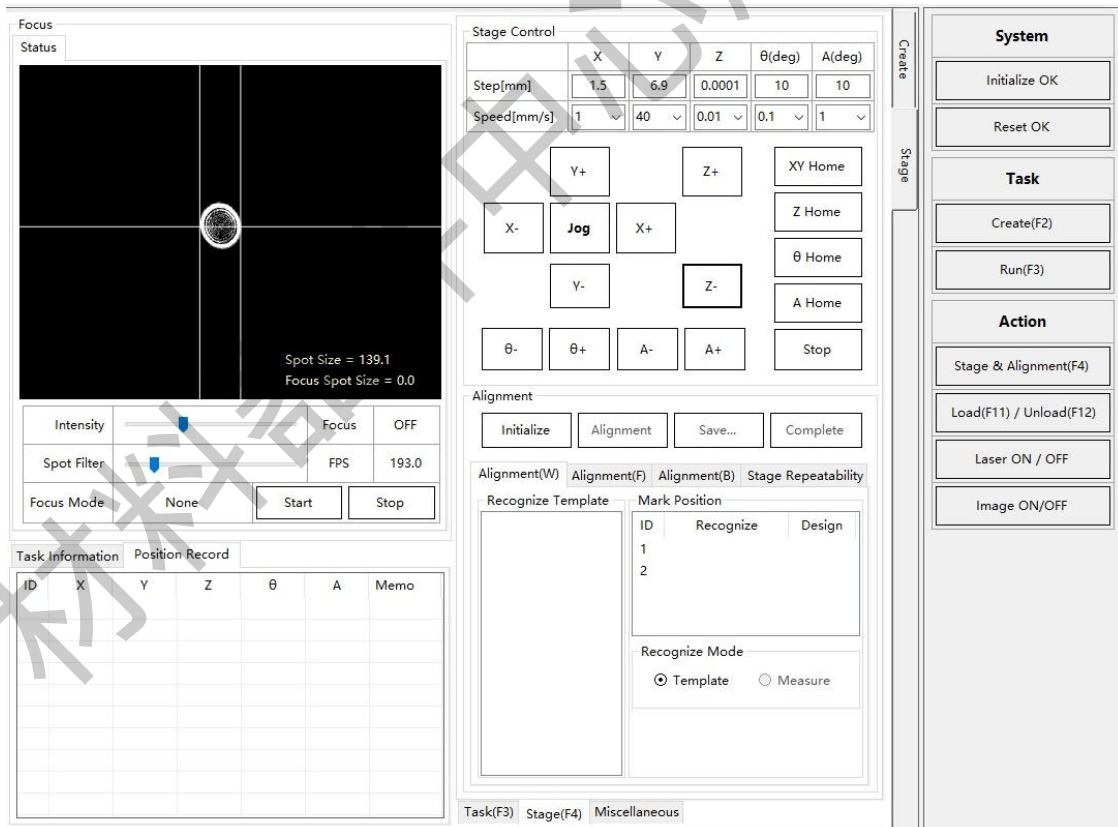 Focus
Status
Spot Size = 139.1
Focus Spot Size = 0.0
Intensity
Focus
OFF
Spot Filter
FPS
193.0
Focus Mode
None
Start
Stop
Task Information
Position Record
ID X Y Z θ A Memo
Stage Control
X Y Z θ(deg) A(deg)
Step[mm] 1.5 6.9 0.0001 10 10
Speed[mm/s] 1 40 0.01 0.1 1
Y+
Z+
XY Home
X-
Jog
X+
Z Home
θ Home
Y-
Z-
A Home
θ-
θ+
A-
A+
Stop
Alignment
Initialize
Alignment
Save...
Complete
Alignment(W)
Alignment(F)
Alignment(B)
Stage Repeatability
Recognize Template
Mark Position
ID Recognize Design
1
2
Recognize Mode
Template
Measure
Task(F3)
Stage(F4)
Miscellaneous
Create
Stage
System
Initialize OK
Reset OK
Task
Create(F2)
Run(F3)
Action
Stage & Alignment(F4)
Load(F11) / Unload(F12)
Laser ON / OFF
Image ON/OFF
材料
中心